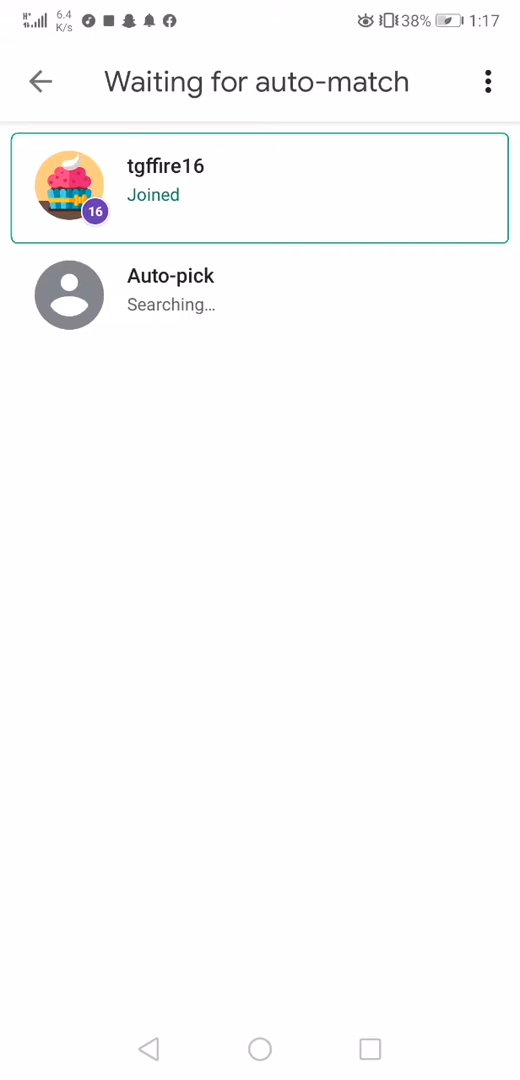 H+ 6.4 K/s 38% 1:17
Waiting for auto-match
tgffire16
Joined
16
Auto-pick
Searching...